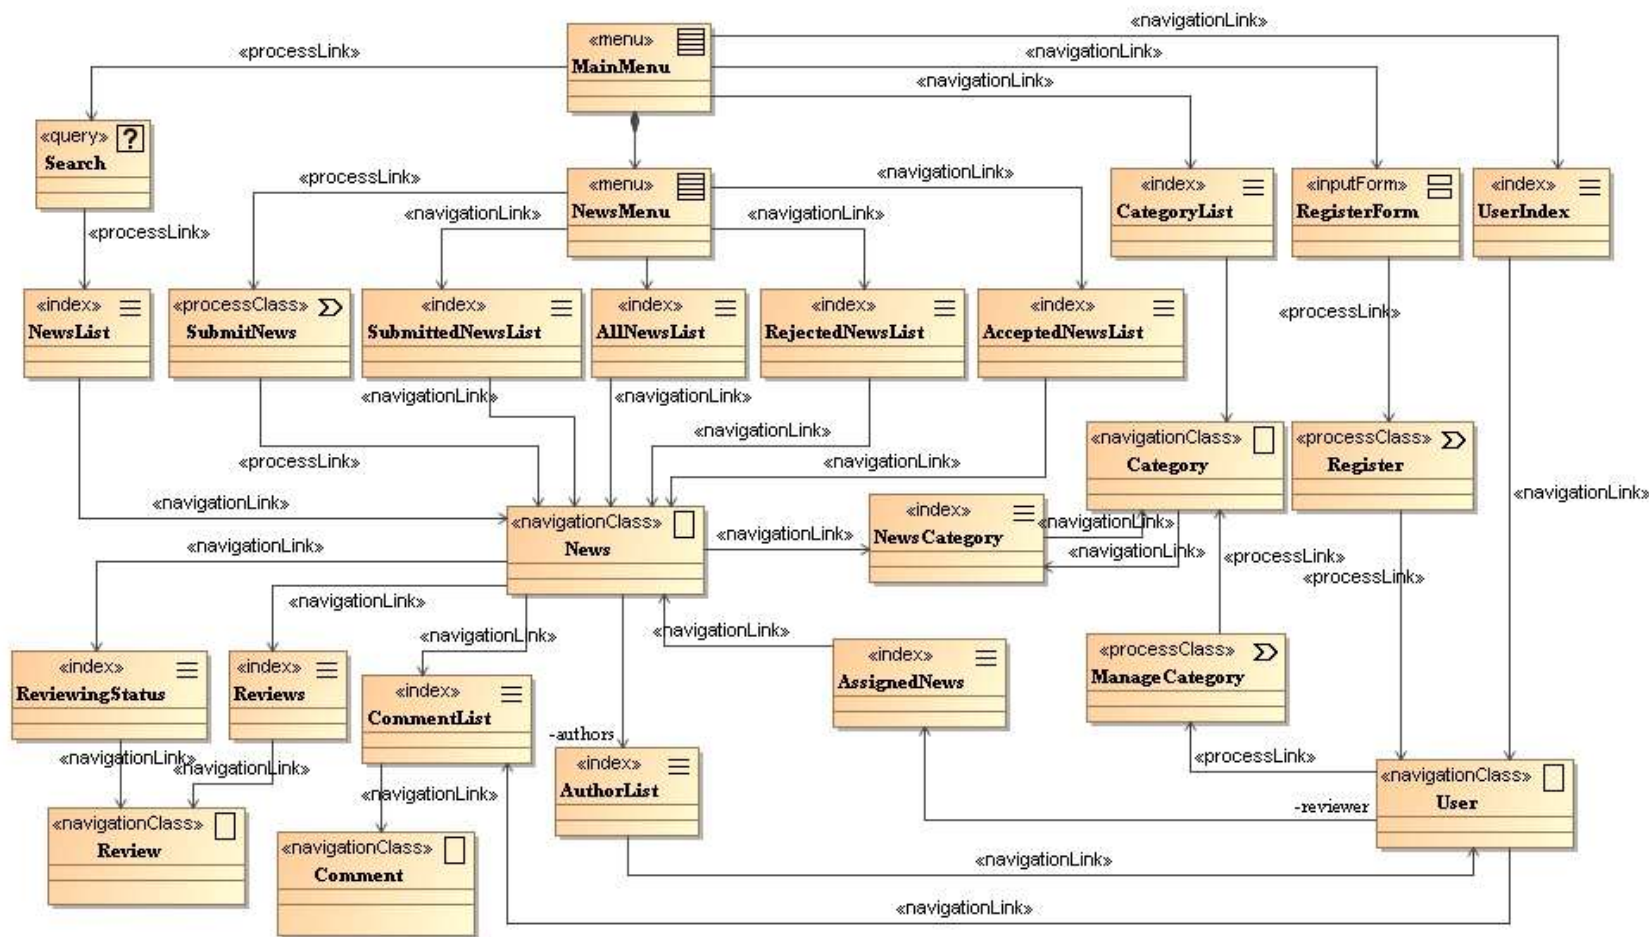 «navigationLink»
«menu»
MainMenu
«processLink»
«navigationLink»
«navigationLink»
«query»
Search
«processLink»
«menu»
NewsMenu
«navigationLink»
«processLink»
«navigationLink»
«navigationLink»
«index»
CategoryList
«inputForm»
RegisterForm
«index»
UserIndex
«index»
NewsList
«processClass»
SubmitNews
«index»
SubmittedNewsList
«index»
AllNewsList
«index»
RejectedNewsList
«index»
AcceptedNewsList
«processLink»
«navigationLink»
«navigationLink»
«navigationLink»
«processLink»
«navigationLink»
«navigationClass»
Category
«processClass»
Register
«navigationLink»
«navigationLink»
«navigationClass»
News
«navigationLink»
«index»
NewsCategory
«navigationLink»
«navigationLink»
«navigationLink»
«processLink»
«processLink»
«navigationLink»
«navigationLink»
«navigationLink»
«index»
ReviewingStatus
«index»
Reviews
«index»
CommentList
«index»
AssignedNews
«processClass»
ManageCategory
-authors
«navigationLink»
«navigationLink»
«navigationLink»
«index»
AuthorList
«processLink»
«navigationClass»
User
-reviewer
«navigationClass»
Review
«navigationClass»
Comment
«navigationLink»
«navigationLink»